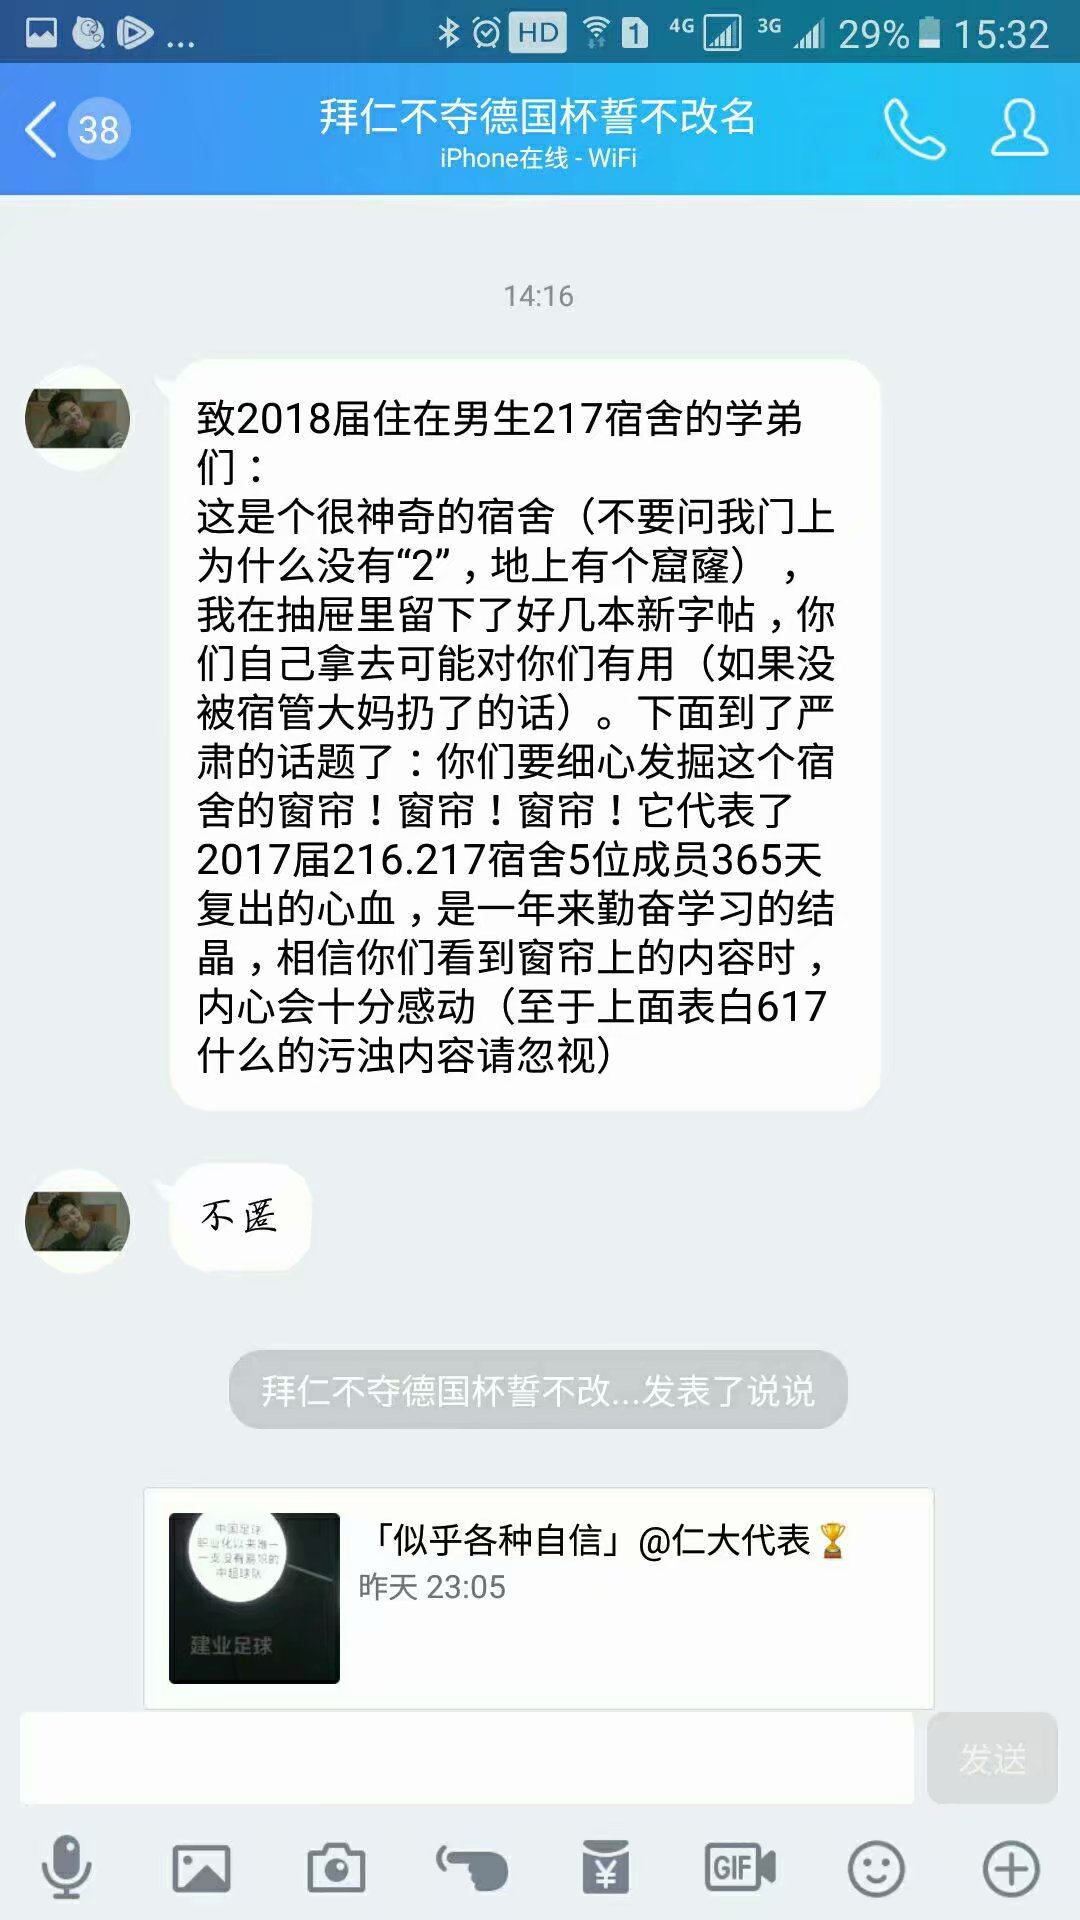 HD
1
4G
3G
29%
15:32
38
拜仁不夺德国杯誓不改名
iPhone在线 - WiFi
14:16
致2018届住在男生217宿舍的学弟
们：
这是个很神奇的宿舍（不要问我门上
为什么没有“2”，地上有个窟窿），
我在抽屉里留下了好几本新字帖，你
们自己拿去可能对你们有用（如果没
被宿管大妈扔了的话）。下面到了严
肃的话题了：你们要细心发掘这个宿
舍的窗帘！窗帘！窗帘！它代表了
2017届216.217宿舍5位成员365天
复出的心血，是一年来勤奋学习的结
晶，相信你们看到窗帘上的内容时，
内心会十分感动（至于上面表白617
什么的污浊内容请忽视）
不匿
拜仁不夺德国杯誓不改...发表了说说
中国足球
职业化以来唯一
一支没有易帜的
中超球队
建业足球
「似乎各种自信」@仁大代表🏆
昨天 23:05
发送
¥
GIF